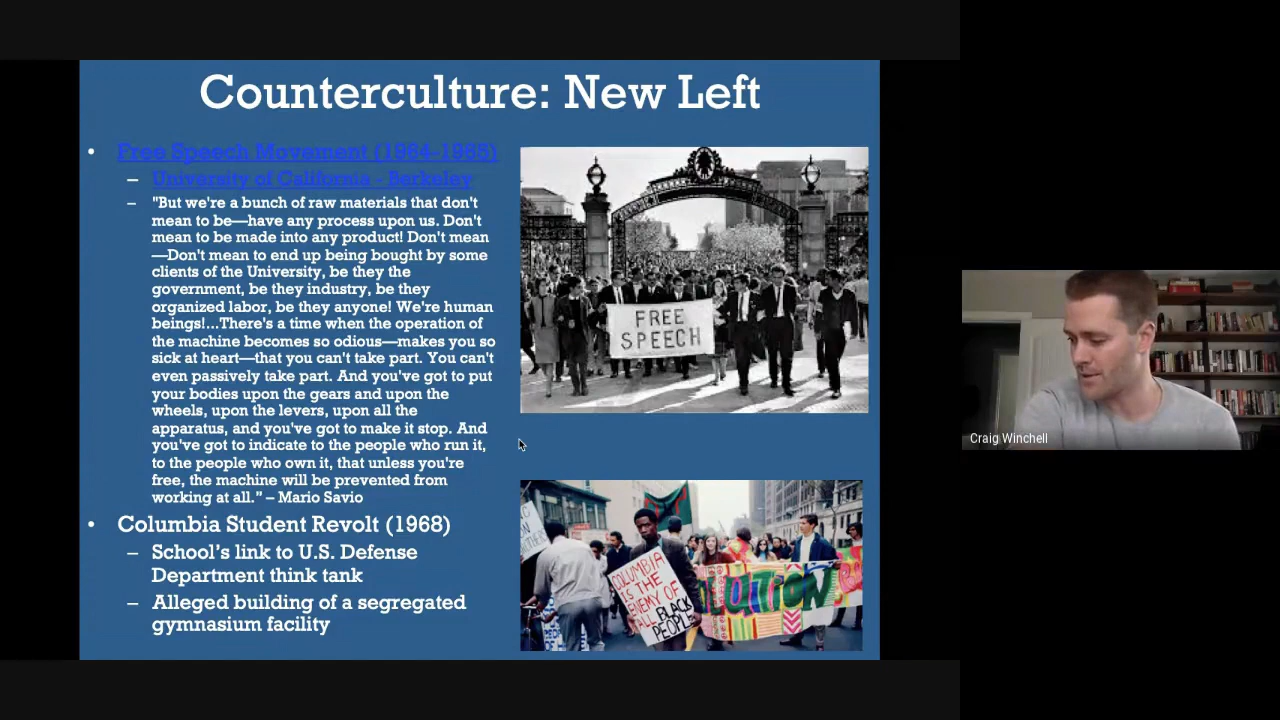 Counterculture: New Left
• Free Speech Movement (1964-1965)
– University of California - Berkeley
– "But we're a bunch of raw materials that don't
mean to be—have any process upon us. Don't
mean to be made into any product! Don't mean
—Don't mean to end up being bought by some
clients of the University, be they the
government, be they industry, be they
organized labor, be they anyone! We're human
beings!...There's a time when the operation of
the machine becomes so odious—makes you so
sick at heart—that you can't take part. You can't
even passively take part. And you've got to put
your bodies upon the gears and upon the
wheels, upon the levers, upon all the
apparatus, and you've got to make it stop. And
you've got to indicate to the people who run it,
to the people who own it, that unless you're
free, the machine will be prevented from
working at all.” – Mario Savio
• Columbia Student Revolt (1968)
– School’s link to U.S. Defense
Department think tank
– Alleged building of a segregated
gymnasium facility
FREE
SPEECH
COLUMBIA
IS THE
ENEMY OF
ALL BLACK
PEOPLE
Craig Winchell